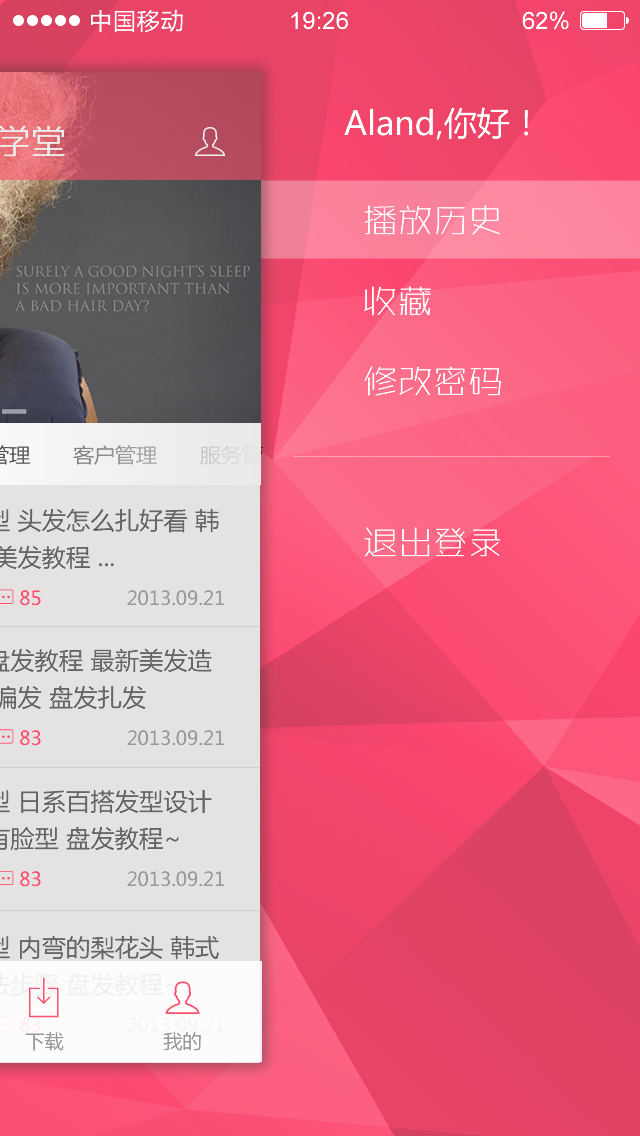 中国移动 19:26 62%
Aland,你好！
学堂
播放历史
收藏
修改密码
退出登录
SURELY A GOOD NIGHT'S SLEEP
IS MORE IMPORTANT THAN
A BAD HAIR DAY?
管理 客户管理 服务管
型 头发怎么扎好看 韩
美发教程 ...
85 2013.09.21
盘发教程 最新美发造
编发 盘发扎发
83 2013.09.21
型 日系百搭发型设计
有脸型 盘发教程~
83 2013.09.21
型 内弯的梨花头 韩式
法步骤 盘发教程~
83 2013.09.21
下载 我的